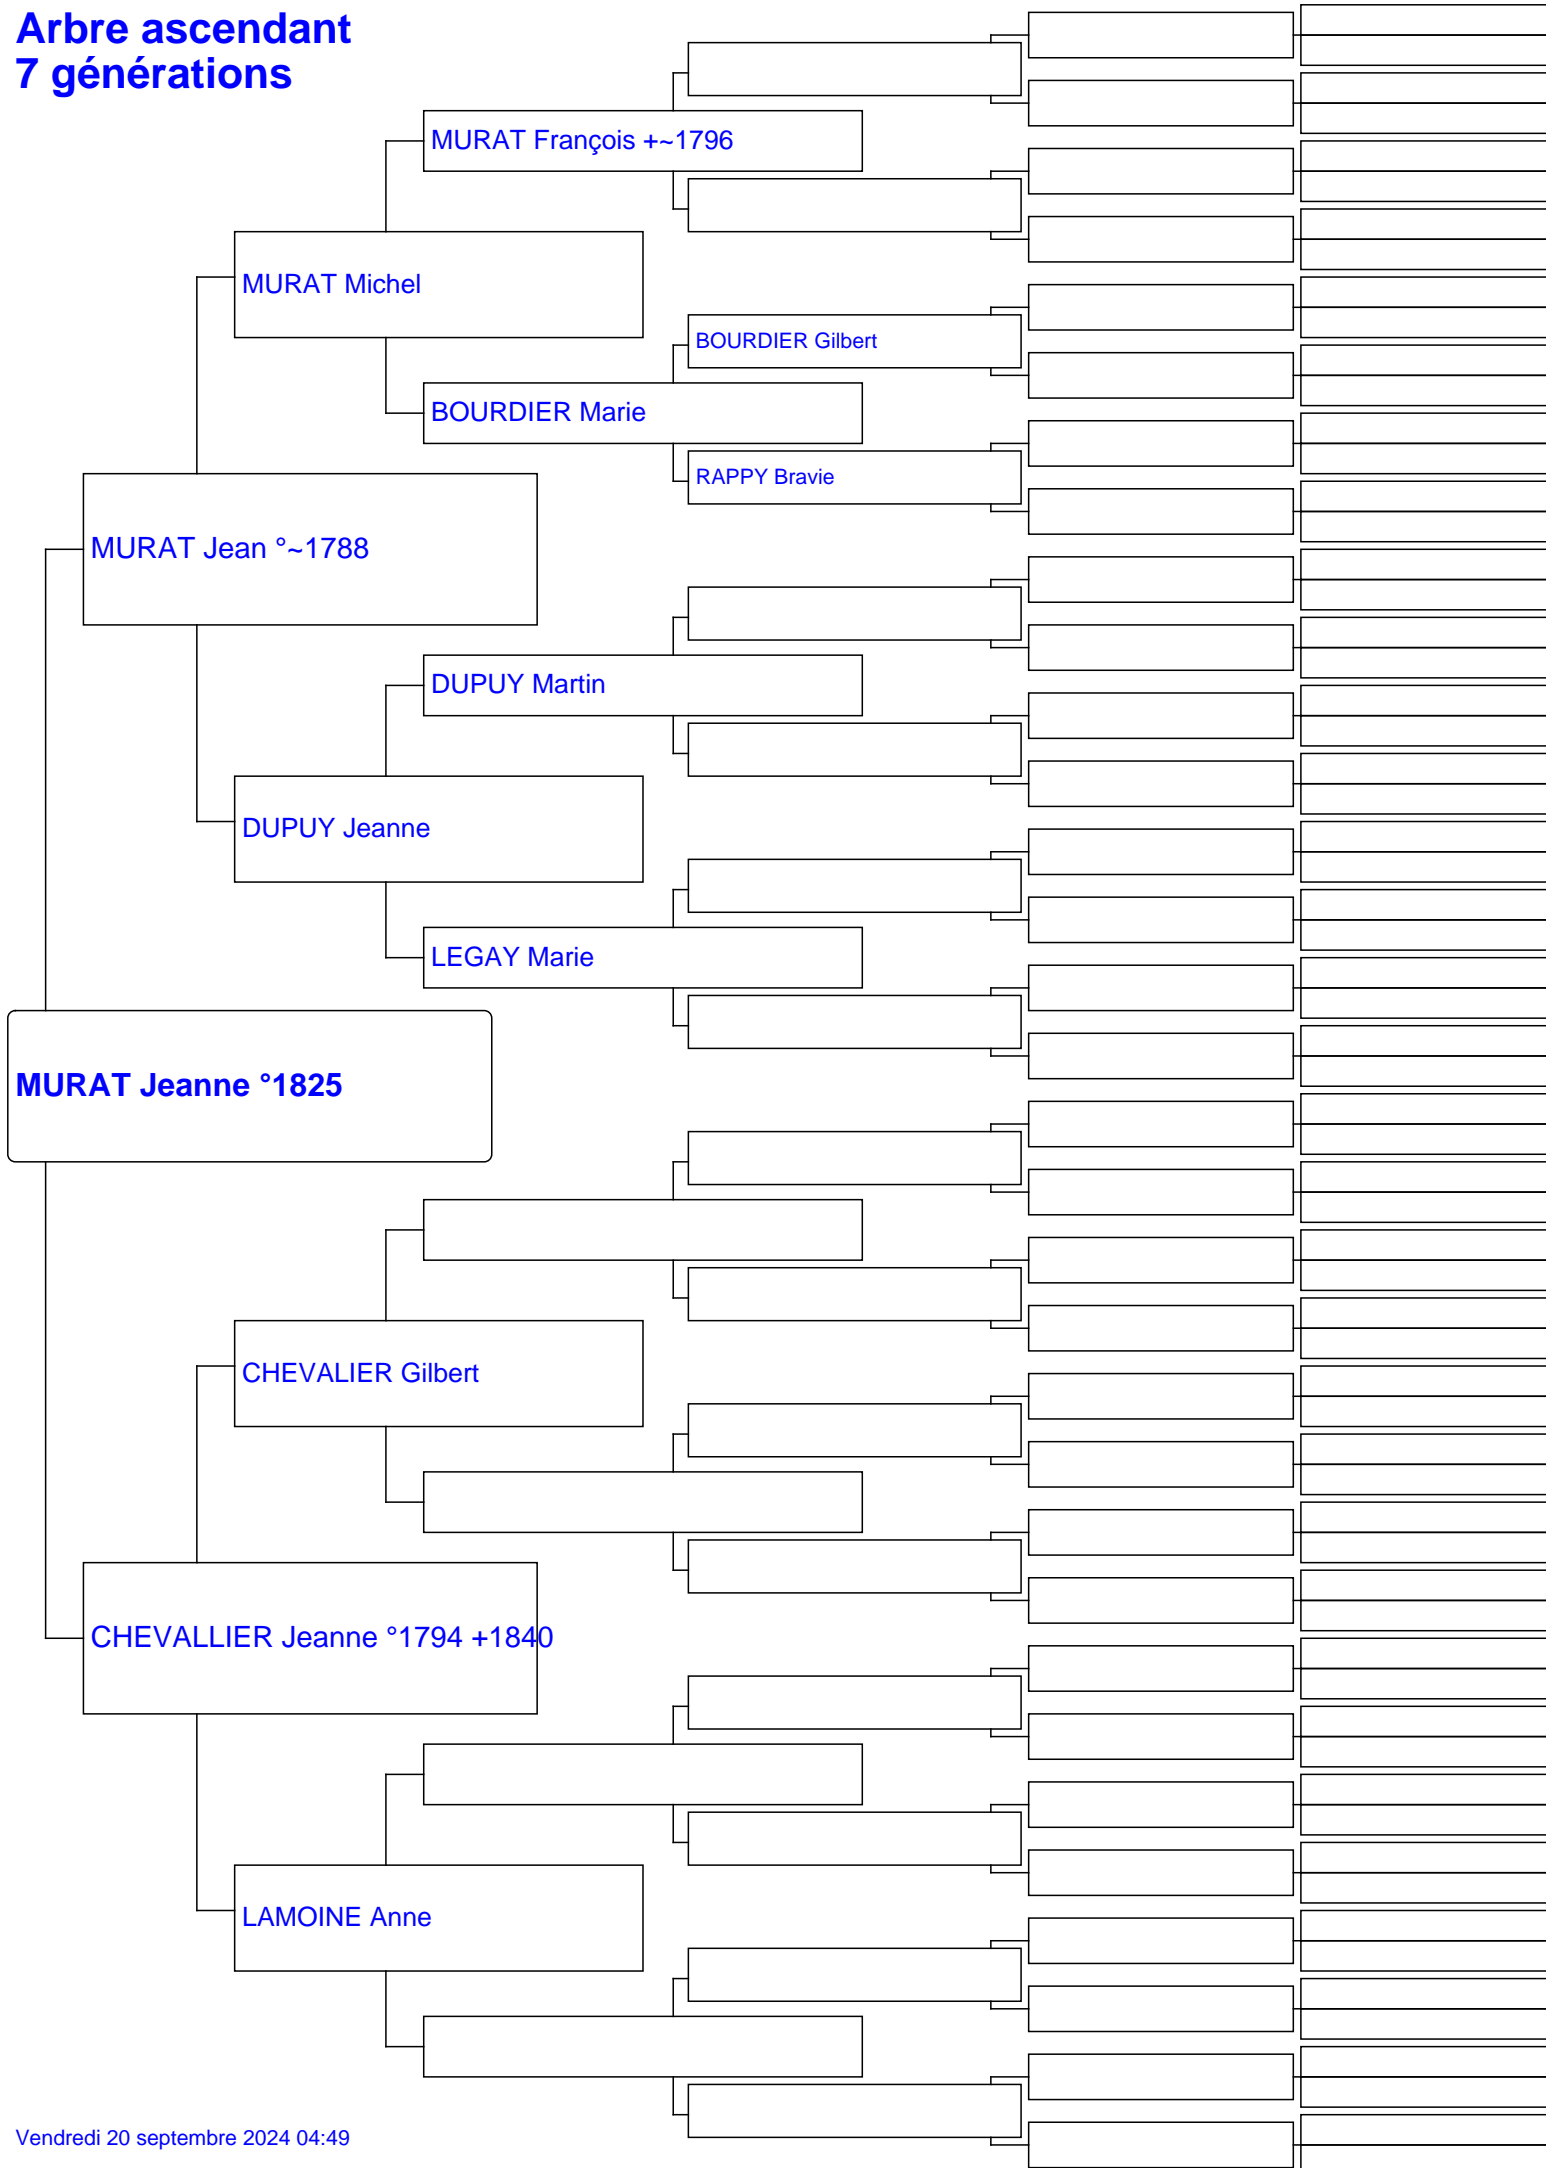 Arbre ascendant
7 générations
MURAT François +~1796
MURAT Michel
BOURDIER Gilbert
BOURDIER Marie
RAPPY Bravie
MURAT Jean °~1788
DUPUY Martin
DUPUY Jeanne
LEGAY Marie
MURAT Jeanne °1825
CHEVALIER Gilbert
CHEVALLIER Jeanne °1794 +1840
LAMOINE Anne
Vendredi 20 septembre 2024 04:49